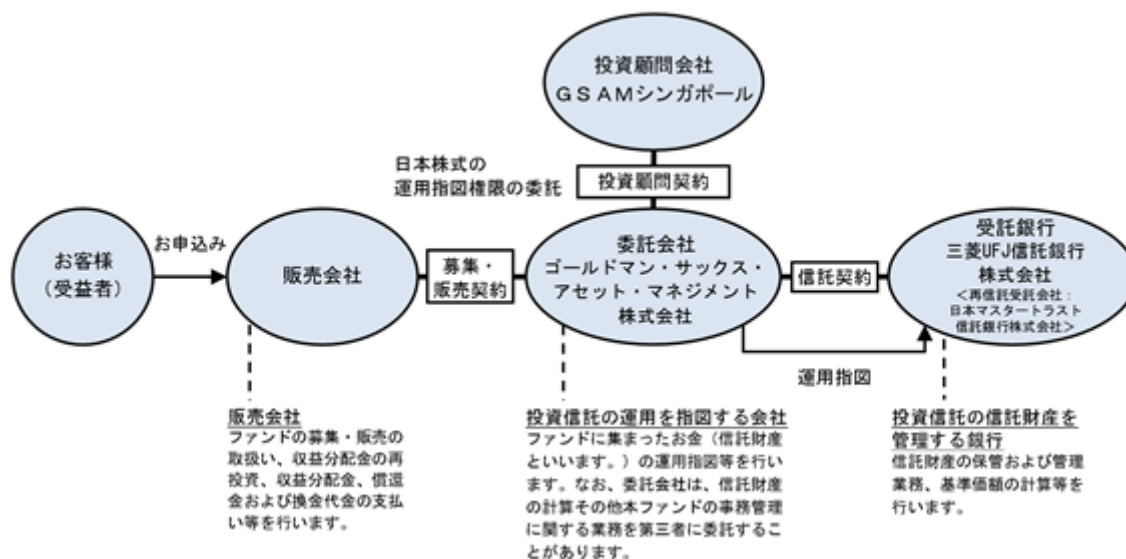 投資顧問会社
ＧＳＡＭシンガポール
日本株式の
運用指図権限の委託
投資顧問契約
お客様
（受益者）
お申込み
販売会社
募集・
販売契約
委託会社
ゴールドマン・サックス・
アセット・マネジメント
株式会社
信託契約
受託銀行
三菱UFJ信託銀行
株式会社
＜再信託受託会社：
日本マスタートラスト
信託銀行株式会社＞
運用指図
販売会社
ファンドの募集・販売の
取扱い、収益分配金の再
投資、収益分配金、償還
金および換金代金の支払
い等を行います。
投資信託の運用を指図する会社
ファンドに集まったお金（信託財産
といいます。）の運用指図等を行い
ます。なお、委託会社は、信託財産
の計算その他本ファンドの事務管理
に関する業務を第三者に委託するこ
とがあります。
投資信託の信託財産を
管理する銀行
信託財産の保管および管理
業務、基準価額の計算等を
行います。